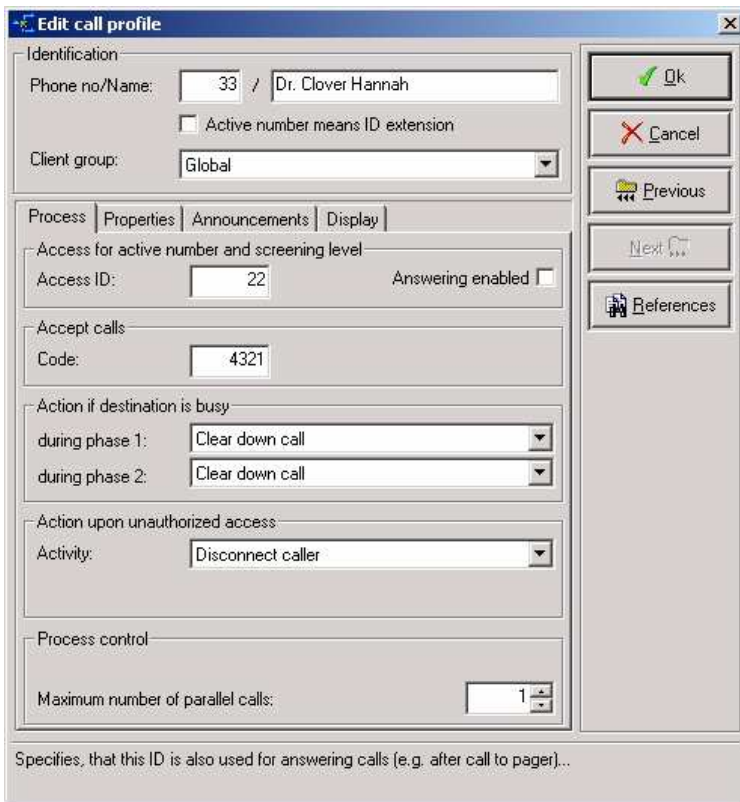 Edit call profile
Identification
Phone no/Name: 33 / Dr. Clover Hannah
Active number means ID extension
Client group: Global
Ok
Cancel
Previous
Next
References
Process Properties Announcements Display
Access for active number and screening level
Access ID: 22 Answering enabled
Accept calls
Code: 4321
Action if destination is busy
during phase 1: Clear down call
during phase 2: Clear down call
Action upon unauthorized access
Activity: Disconnect caller
Process control
Maximum number of parallel calls: 1
Specifies, that this ID is also used for answering calls (e.g. after call to pager)...